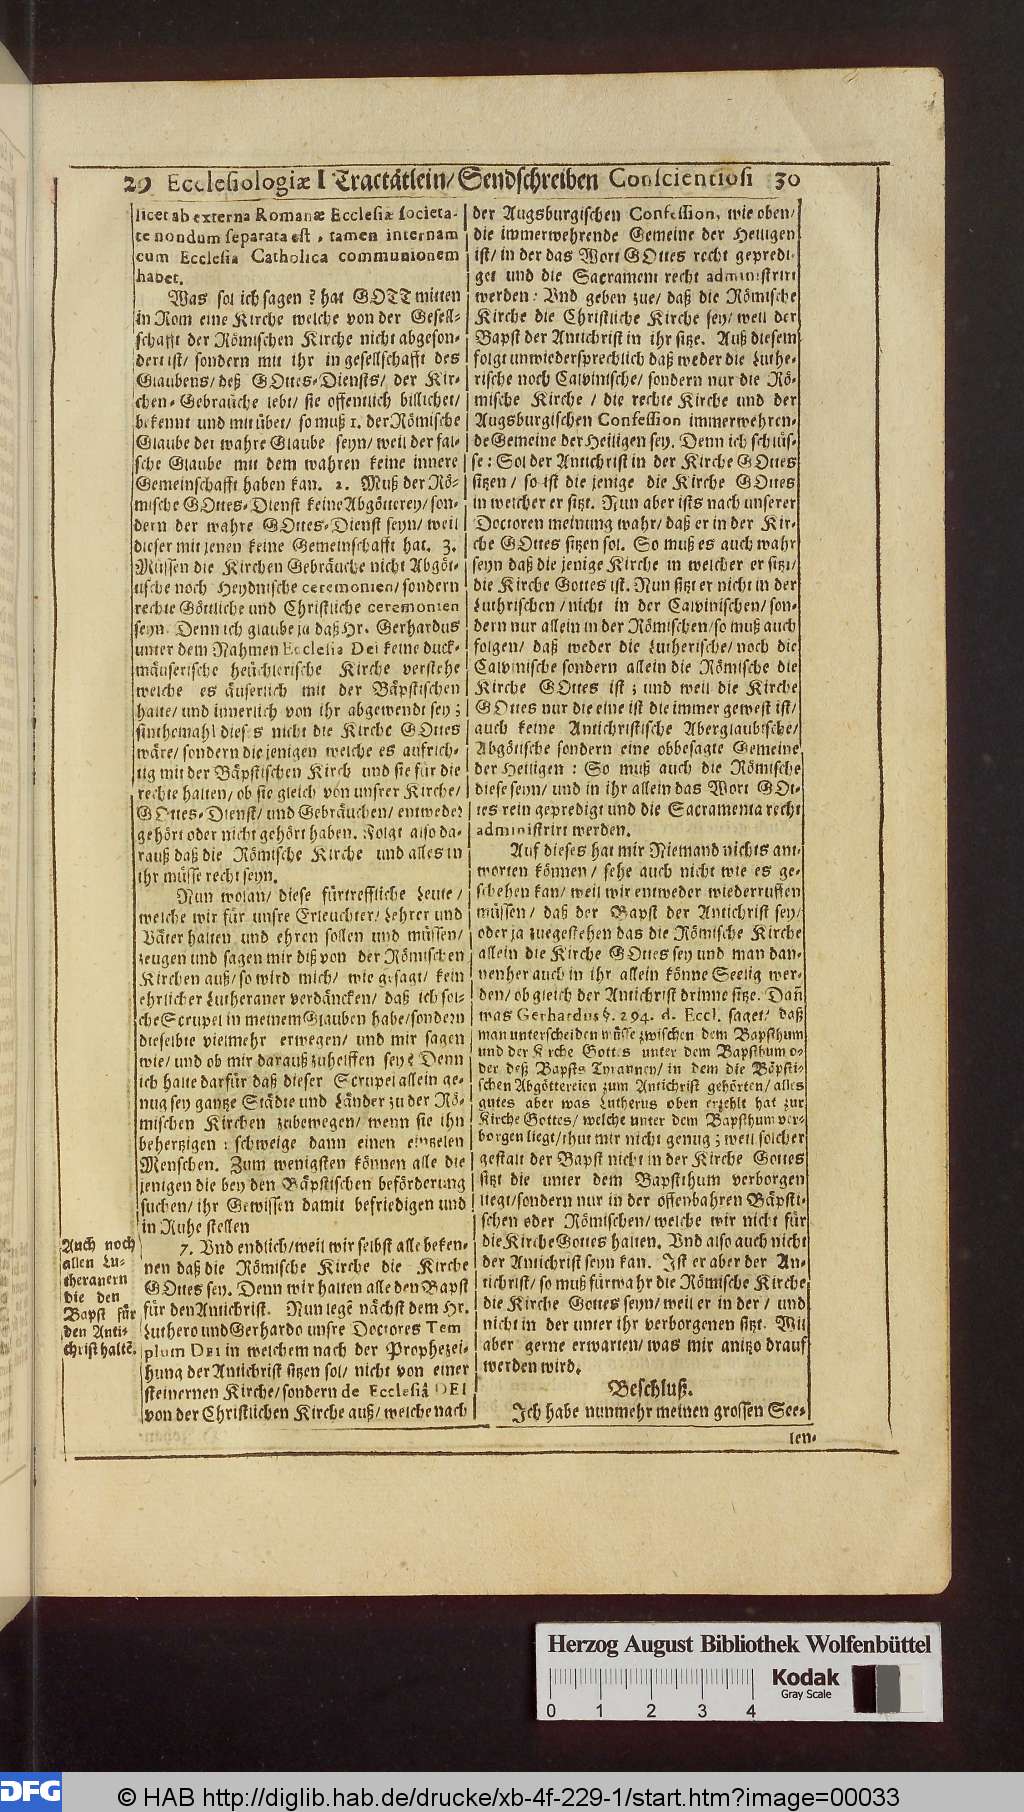 29 Ecclesiologiæ I Tractätlein/ Sendschreiben Conscientiosi 30
licet ab externa Romanæ Ecclesiæ societa-
te nondum separata est, tamen internam
cum Ecclesia Catholica communionem
habet.
Was sol ich sagen? hat GOTT mitten
in Rom eine Kirche welche von der Gesell-
schafft der Römischen Kirche nicht abgeson-
dert ist/ sondern mit ihr in gesellschafft des
Glaubens/ deß GOttes-Diensts/ der Kir-
chen-Gebräuche lebt/ sie offentlich billichet/
bekennt und mit übet/ so muß 1. der Römische
Glaube der wahre Glaube seyn/ weil der fal-
sche Glaube mit dem wahren keine innere
Gemeinschafft haben kan. 2. Muß der Rö-
mische GOttes-Dienst keine Abgötterey/ son-
dern der wahre GOttes-Dienst seyn/ weil
dieser mit jenen keine Gemeinschafft hat. 3.
Müssen die Kirchen Gebräuche nicht Abgöt-
tische noch Heydnische ceremonien/ sondern
rechte Göttliche und Christliche ceremonien
seyn. Denn ich glaube ja daß Hr. Gerhardus
unter dem Nahmen Ecclesia Dei keine duck-
mäuserische heüchlerische Kirche verstehe
welche es äuserlich mit der Bäpstischen
halte/ und innerlich von ihr abgewendt sey;
sintheimahl dieses nicht die Kirche GOttes
wäre/ sondern die jenigen welche es aufrich-
tig mit der Bäpstischen Kirch und sie für die
rechte halten/ ob sie gleich von unsrer Kirche/
GOttes-Dienst/ und Gebräuchen/ entweder
gehört oder nicht gehört haben. Folgt also da-
rauß daß die Römische Kirche und alles in
ihr müsse recht seyn.
Nun wolan/ diese fürtreffliche Leute/
welche wir für unsre Erleuchter/ Lehrer und
Väter halten und ehren sollen und müssen/
zeugen und sagen mir diß von der Römischen
Kirchen auß/ so wird mich/ wie gesagt/ kein
ehrlicher Lutheraner verdäncken/ daß ich sol-
che Scrupel in meinem Glauben habe/ sondern
dieselbte vielmehr erwegen/ und mir sagen
wie/ und ob mir darauß zuhelffen sey? Denn
ich halte darfür daß dieser Scrupel allein ge-
nug sey gantze Städte und Länder zu der Rö-
mischen Kirchen zubewegen/ wenn sie ihn
behertzigen: schweige dann einen eintzelen
Menschen. Zum wenigsten können alle die
jenigen die bey den Bäpstischen beförderung
suchen/ ihr Gewissen damit befriedigen und
in Ruhe stellen
Auch noch
allen Lu-
theranern
die den
Bapst für
den Anti-
christ haltē.
7. Vnd endlich/ weil wir selbst alle beken-
nen daß die Römische Kirche die Kirche
GOttes sey. Denn wir halten alle den Bapst
für den Antichrist. Nun legē nächst dem Hr.
Luthero und Gerhardo unsre Doctores Tem
plum DEI in welchem nach der Prophezei-
hung der Antichrist sitzen sol/ nicht von einer
steinernen Kirche/ sondern de Ecclesiâ DEI
von der Christlichen Kirche auß/ welche nach
der Augsburgischen Confession, wie oben/
die immerwehrende Gemeine der Heiligen
ist/ in der das Wort GOttes recht gepredi-
get und die Sacrament recht administrirt
werden: Vnd geben zue/ daß die Römische
Kirche die Christliche Kirche sey/ weil der
Bapst der Antichrist in ihr sitze. Auß diesem
folgt unwiedersprechlich daß weder die Luthe-
rische noch Calvinische/ sondern nur die Rö-
mische Kirche/ die rechte Kirche und der
Augsburgischen Confession immerwehren-
de Gemeine der Heiligen sey. Denn ich schlüs-
se: Sol der Antichrist in der Kirche GOttes
sitzen/ so ist die jenige die Kirche GOttes
in welcher er sitzt. Nun aber ists nach unserer
Doctoren meinung wahr/ daß er in der Kir-
che GOttes sitzen sol. So muß es auch wahr
seyn daß die jenige Kirche in welcher er sitzt/
die Kirche Gottes ist. Nun sitzt er nicht in der
Luthrischen/ nicht in der Calvinischen/ son-
dern nur allein in der Römischen/ so muß auch
folgen/ daß weder die Lutherische/ noch die
Calvinische sondern allein die Römische die
Kirche GOttes ist; und weil die Kirche
GOttes nur die eine ist die immer gewest ist/
auch keine Antichristische Aberglaubische/
Abgötische sondern eine obbesagte Gemeine
der Heiligen: So muß auch die Römische
diese seyn/ und in ihr allein das Wort GOt-
tes rein gepredigt und die Sacramenta recht
administrirt werden.
Auf dieses hat mir Niemand nichts ant-
worten können/ sehe auch nicht wie es ge-
schehen kan/ weil wir entweder wiederruffen
müssen/ daß der Bapst der Antichrist sey/
oder ja zuegestehen das die Römische Kirche
allein die Kirche GOttes sey und man dan-
nenher auch in ihr allein könne Seelig wer-
den/ ob gleich der Antichrist drinne sitze. Dañ
was Gerhardus §. 294. d. Eccl. saget/ daß
man unterscheiden müsse zwischen dem Bapsthum
und der Kirche Gottes unter dem Bapsthum o-
der deß Bapsts Tyranney/ in dem die Bäpsti-
schen Abgöttereien zum Antichrist gehörten/ alles
gutes aber was Lutherus oben erzehlt hat zur
Kirche Gottes/ welche unter dem Bapsthum ver-
borgen liegt/ thut mir nicht genug; weil solcher
gestalt der Bapst nicht in der Kirche Gottes
sitzt die unter dem Bapsthum verborgen
liegt/ sondern nur in der offenbahren Bäpsti-
schen oder Römischen/ welche wir nicht für
die Kirche Gottes halten. Vnd also auch nicht
der Antichrist seyn kan. Ist er aber der An-
tichrist/ so muß fürwahr die Römische Kirche
die Kirche Gottes seyn/ weil er in der/ und
nicht in der unter ihr verborgenen sitzt. Wil
aber gerne erwarten/ was mir anitzo drauf
werden wird.
Beschluß.
Ich habe nunmehr meinen grossen See-
len-
Herzog August Bibliothek Wolfenbüttel
Kodak
Gray Scale
0 1 2 3 4
DFG
© HAB http://diglib.hab.de/drucke/xb-4f-229-1/start.htm?image=00033